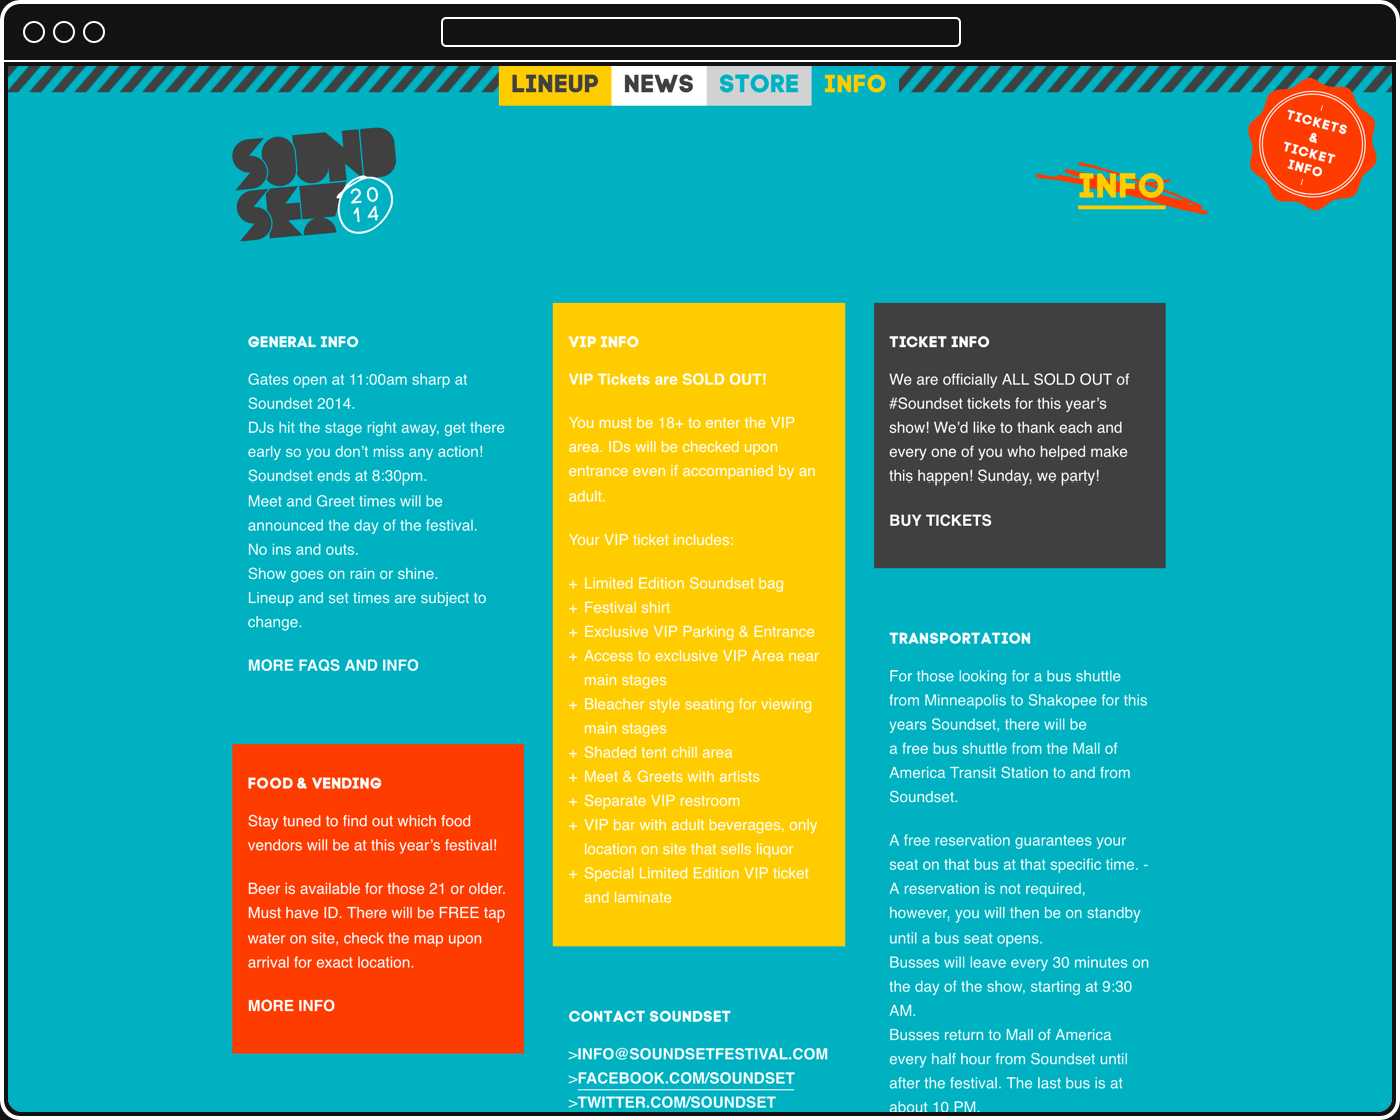 LINEUP NEWS STORE INFO
TICKETS
&
TICKET
INFO
SOUND
SET
20
14
INFO
GENERAL INFO
Gates open at 11:00am sharp at
Soundset 2014.
DJs hit the stage right away, get there
early so you don’t miss any action!
Soundset ends at 8:30pm.
Meet and Greet times will be
announced the day of the festival.
No ins and outs.
Show goes on rain or shine.
Lineup and set times are subject to
change.
MORE FAQS AND INFO
FOOD & VENDING
Stay tuned to find out which food
vendors will be at this year’s festival!
Beer is available for those 21 or older.
Must have ID. There will be FREE tap
water on site, check the map upon
arrival for exact location.
MORE INFO
VIP INFO
VIP Tickets are SOLD OUT!
You must be 18+ to enter the VIP
area. IDs will be checked upon
entrance even if accompanied by an
adult.
Your VIP ticket includes:
+ Limited Edition Soundset bag
+ Festival shirt
+ Exclusive VIP Parking & Entrance
+ Access to exclusive VIP Area near
main stages
+ Bleacher style seating for viewing
main stages
+ Shaded tent chill area
+ Meet & Greets with artists
+ Separate VIP restroom
+ VIP bar with adult beverages, only
location on site that sells liquor
+ Special Limited Edition VIP ticket
and laminate
CONTACT SOUNDSET
>INFO@SOUNDSETFESTIVAL.COM
>FACEBOOK.COM/SOUNDSET
>TWITTER.COM/SOUNDSET
TICKET INFO
We are officially ALL SOLD OUT of
#Soundset tickets for this year’s
show! We’d like to thank each and
every one of you who helped make
this happen! Sunday, we party!
BUY TICKETS
TRANSPORTATION
For those looking for a bus shuttle
from Minneapolis to Shakopee for this
years Soundset, there will be
a free bus shuttle from the Mall of
America Transit Station to and from
Soundset.
A free reservation guarantees your
seat on that bus at that specific time. -
A reservation is not required,
however, you will then be on standby
until a bus seat opens.
Busses will leave every 30 minutes on
the day of the show, starting at 9:30
AM.
Busses return to Mall of America
every half hour from Soundset until
after the festival. The last bus is at
about 10 PM.